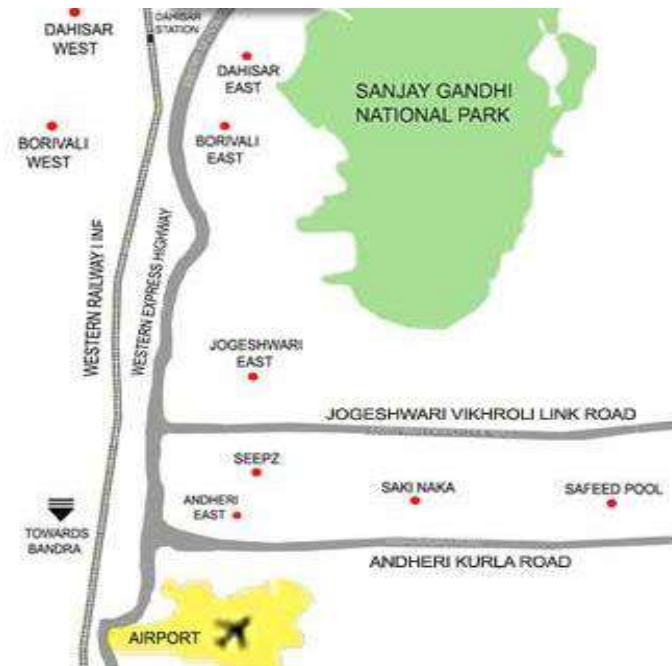 DAHISAR
STATION
DAHISAR
WEST
DAHISAR
EAST
SANJAY GANDHI
NATIONAL PARK
BORIVALI
WEST
BORIVALI
EAST
WESTERN RAILWAY LINE
WESTERN EXPRESS HIGHWAY
JOGESHWARI
EAST
JOGESHWARI VIKHROLI LINK ROAD
SEEPZ
SAKI NAKA
SAFEED POOL
ANDHERI
EAST
TOWARDS
BANDRA
ANDHERI KURLA ROAD
AIRPORT